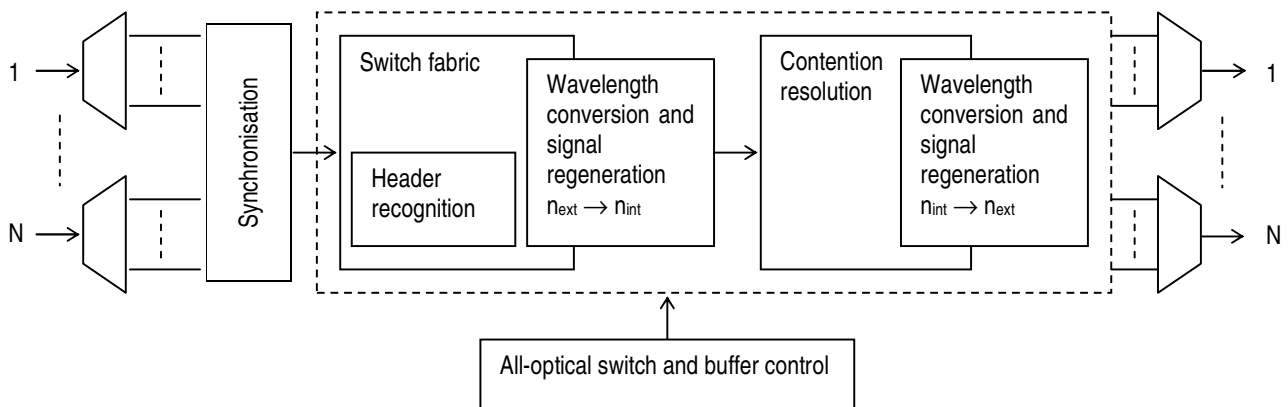 1
N
Synchronisation
Switch fabric
Header
recognition
Wavelength
conversion and
signal
regeneration
next → nint
Contention
resolution
Wavelength
conversion and
signal
regeneration
nint → next
1
N
All-optical switch and buffer control